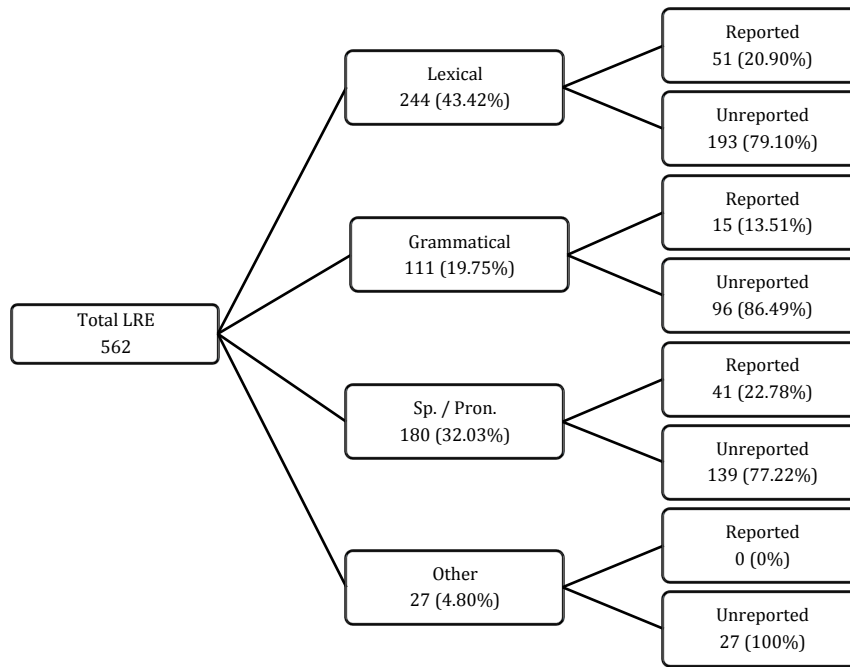 Total LRE
562
Lexical
244 (43.42%)
Reported
51 (20.90%)
Unreported
193 (79.10%)
Grammatical
111 (19.75%)
Reported
15 (13.51%)
Unreported
96 (86.49%)
Sp. / Pron.
180 (32.03%)
Reported
41 (22.78%)
Unreported
139 (77.22%)
Other
27 (4.80%)
Reported
0 (0%)
Unreported
27 (100%)